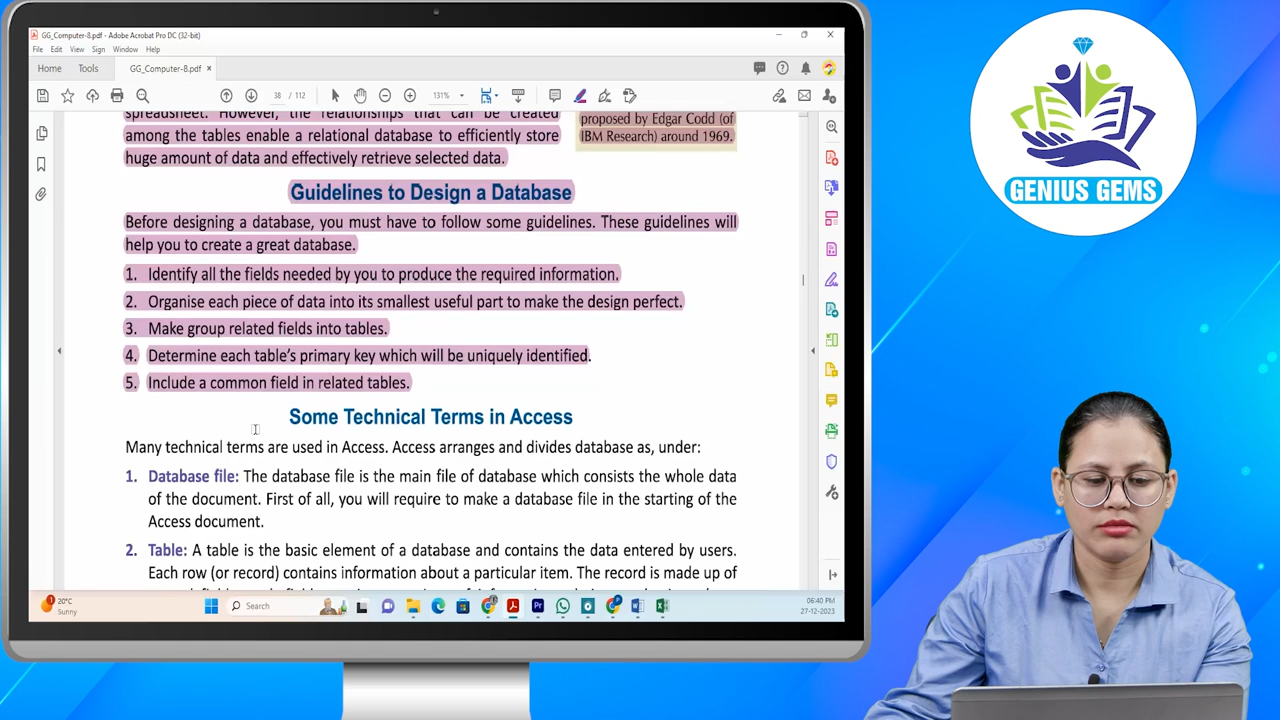 GG_Computer-8.pdf - Adobe Acrobat Pro DC (32-bit)
File Edit View Sign Window Help
Home Tools GG_Computer-8.pdf ×
38 / 112 131%
spreadsheet. However, the relationships that can be created
among the tables enable a relational database to efficiently store
huge amount of data and effectively retrieve selected data.
proposed by Edgar Codd (of
IBM Research) around 1969.
Guidelines to Design a Database
Before designing a database, you must have to follow some guidelines. These guidelines will
help you to create a great database.
1. Identify all the fields needed by you to produce the required information.
2. Organise each piece of data into its smallest useful part to make the design perfect.
3. Make group related fields into tables.
4. Determine each table's primary key which will be uniquely identified.
5. Include a common field in related tables.
Some Technical Terms in Access
Many technical terms are used in Access. Access arranges and divides database as, under:
1. Database file: The database file is the main file of database which consists the whole data
of the document. First of all, you will require to make a database file in the starting of the
Access document.
2. Table: A table is the basic element of a database and contains the data entered by users.
Each row (or record) contains information about a particular item. The record is made up of
20°C
Sunny
Search
06:40 PM
27-12-2023
GENIUS GEMS